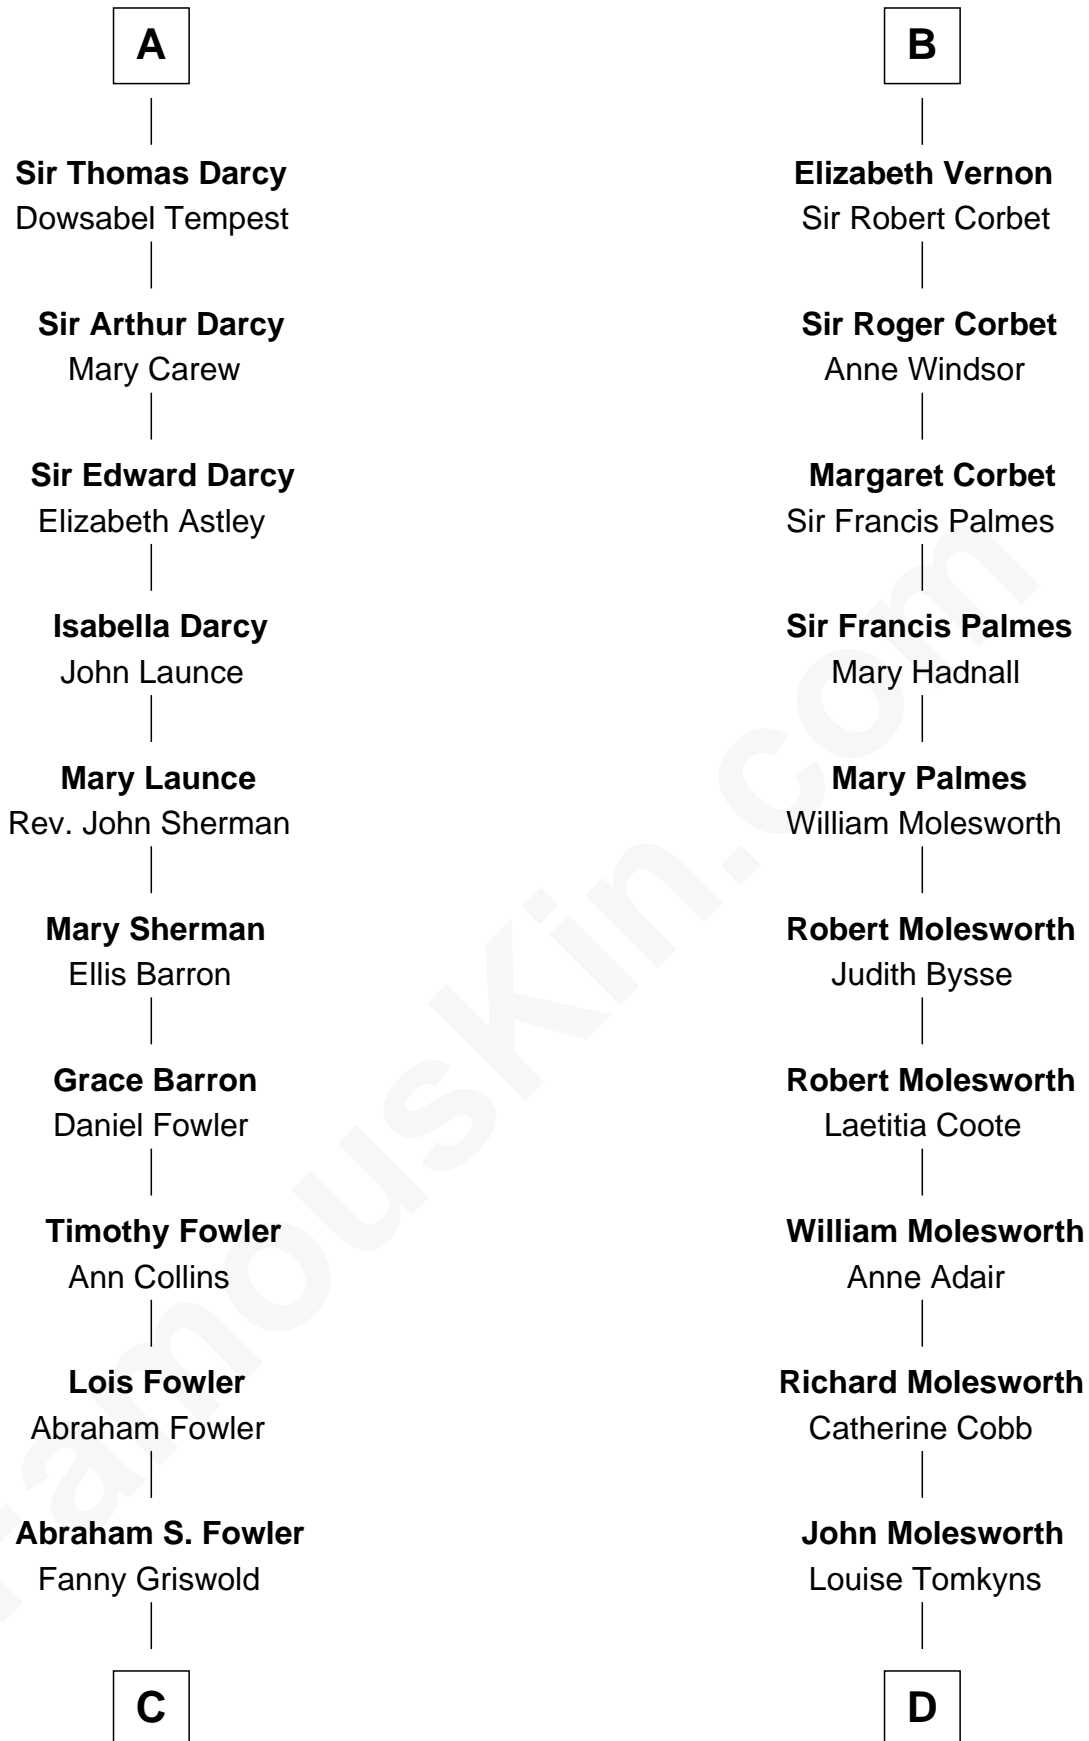 A
Sir Thomas Darcy
Dowsabel Tempest
Sir Arthur Darcy
Mary Carew
Sir Edward Darcy
Elizabeth Astley
Isabella Darcy
John Launce
Mary Launce
Rev. John Sherman
Mary Sherman
Ellis Barron
Grace Barron
Daniel Fowler
Timothy Fowler
Ann Collins
Lois Fowler
Abraham Fowler
Abraham S. Fowler
Fanny Griswold
C
B
Elizabeth Vernon
Sir Robert Corbet
Sir Roger Corbet
Anne Windsor
Margaret Corbet
Sir Francis Palmes
Sir Francis Palmes
Mary Hadnall
Mary Palmes
William Molesworth
Robert Molesworth
Judith Bysse
Robert Molesworth
Laetitia Coote
William Molesworth
Anne Adair
Richard Molesworth
Catherine Cobb
John Molesworth
Louise Tomkyns
D
FamousKin.com